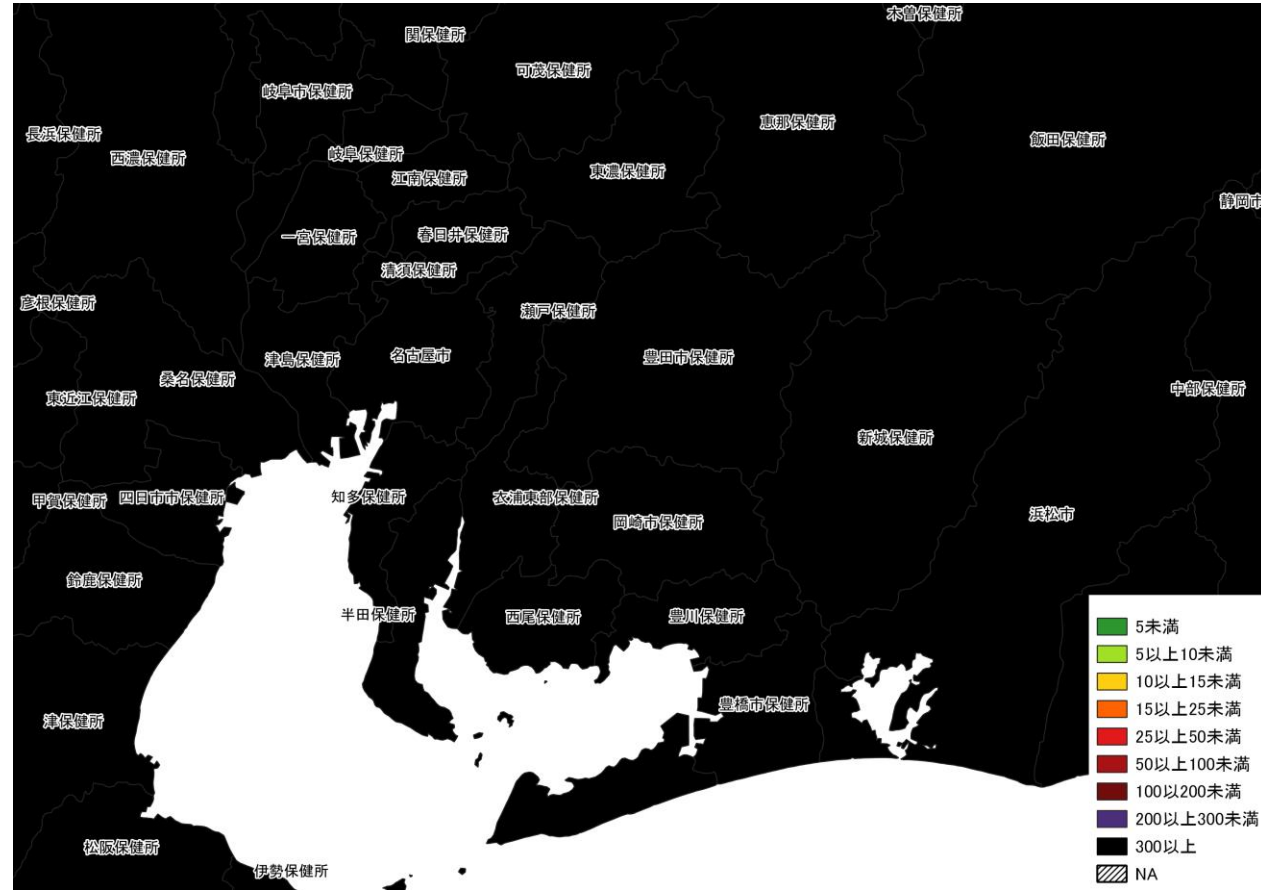 木曽保健所
関保健所
可茂保健所
岐阜市保健所
恵那保健所
長浜保健所
飯田保健所
西濃保健所
岐阜保健所
東濃保健所
江南保健所
静岡市
一宮保健所
春日井保健所
清須保健所
彦根保健所
瀬戸保健所
津島保健所
名古屋市
豊田市保健所
桑名保健所
中部保健所
東近江保健所
新城保健所
甲賀保健所
四日市市保健所
知多保健所
衣浦東部保健所
岡崎市保健所
浜松市
鈴鹿保健所
半田保健所
西尾保健所
豊川保健所
津保健所
豊橋市保健所
松阪保健所
伊勢保健所
5未満
5以上10未満
10以上15未満
15以上25未満
25以上50未満
50以上100未満
100以200未満
200以上300未満
300以上
NA